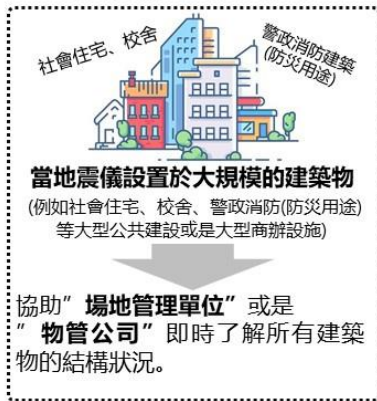 社會住宅、校舍
警政消防建築
(防災用途)
當地震儀設置於大規模的建築物
(例如社會住宅、校舍、警政消防(防災用途)
等大型公共建設或是大型商辦設施)
協助”場地管理單位”或是
”物管公司”即時了解所有建築
物的結構狀況。